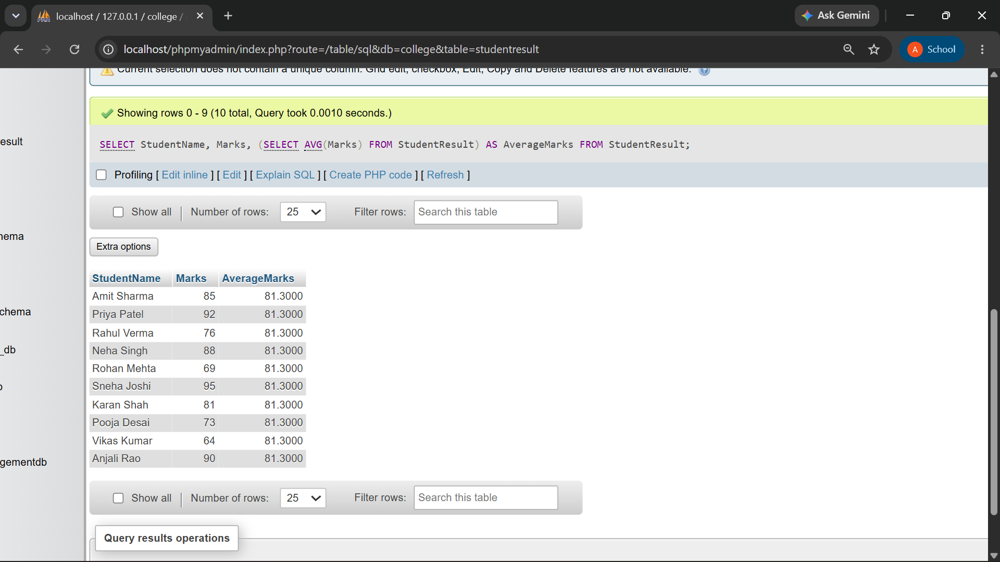 localhost / 127.0.0.1 / college /
Ask Gemini
localhost/phpmyadmin/index.php?route=/table/sql&db=college&table=studentresult
A School
Current selection does not contain a unique column. Grid edit, checkbox, Edit, Copy and Delete features are not available.
Showing rows 0 - 9 (10 total, Query took 0.0010 seconds.)
esult
SELECT StudentName, Marks, (SELECT AVG(Marks) FROM StudentResult) AS AverageMarks FROM StudentResult;
Profiling [ Edit inline ] [ Edit ] [ Explain SQL ] [ Create PHP code ] [ Refresh ]
Show all | Number of rows: 25 Filter rows: Search this table
hema
Extra options
StudentName Marks AverageMarks
Amit Sharma 85 81.3000
chema
Priya Patel 92 81.3000
Rahul Verma 76 81.3000
_db
Neha Singh 88 81.3000
Rohan Mehta 69 81.3000
Sneha Joshi 95 81.3000
Karan Shah 81 81.3000
Pooja Desai 73 81.3000
Vikas Kumar 64 81.3000
gementdb
Anjali Rao 90 81.3000
Show all | Number of rows: 25 Filter rows: Search this table
Query results operations